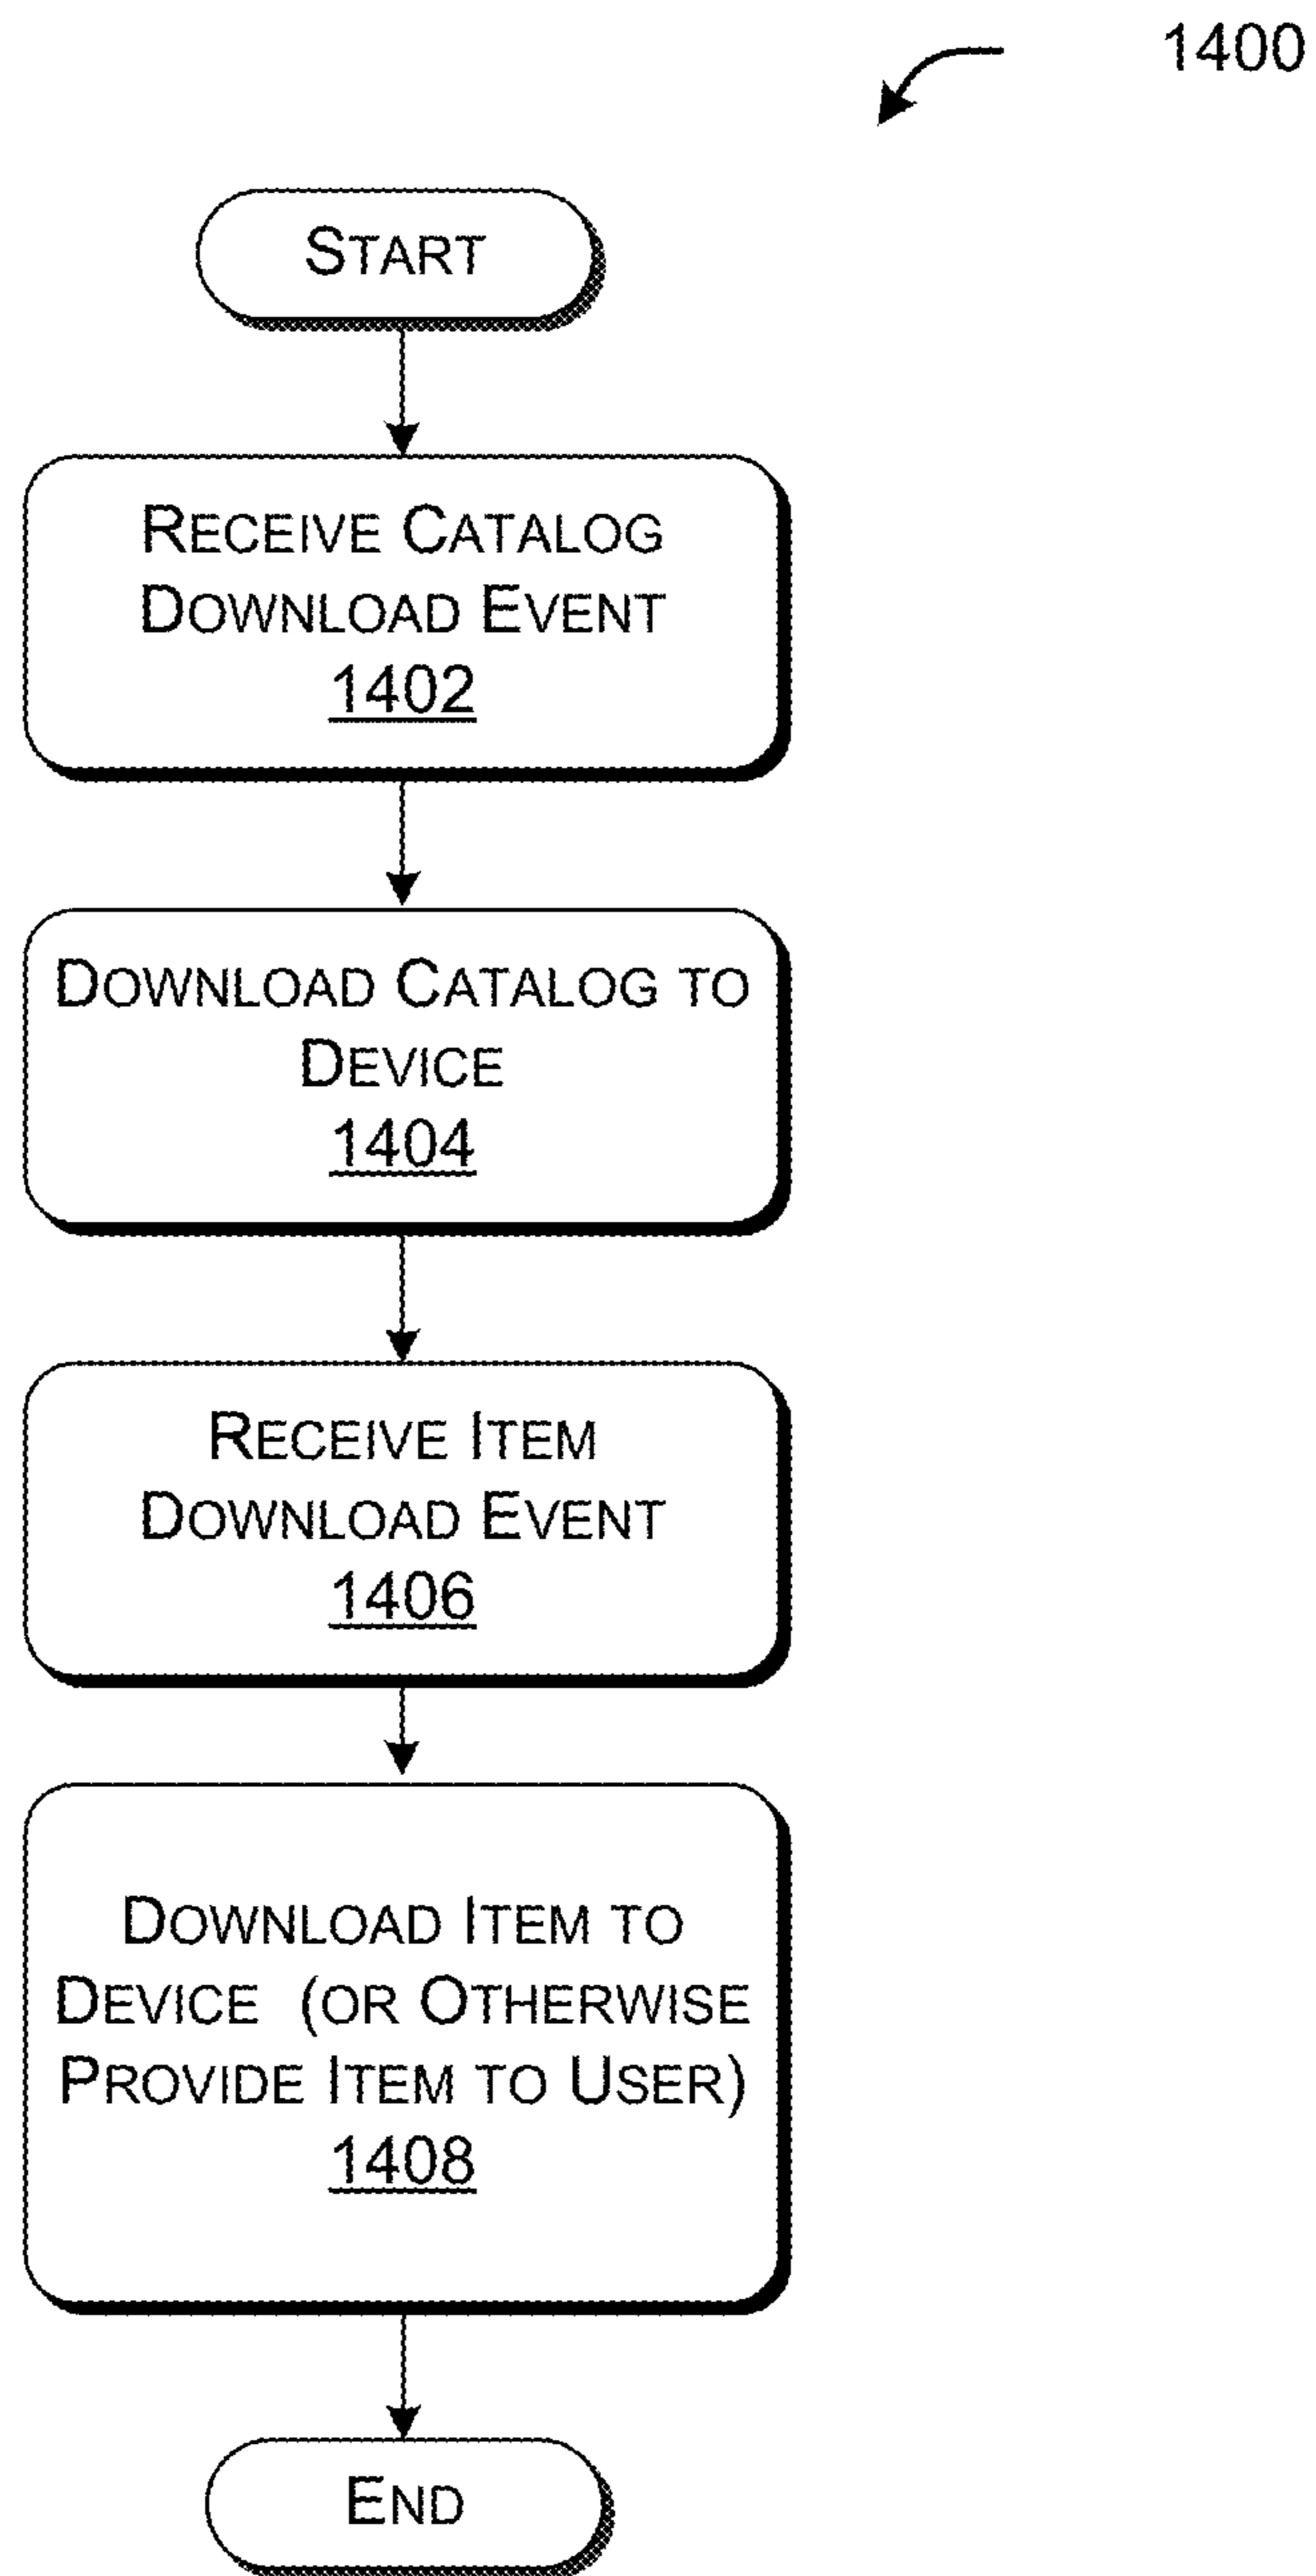 1400
START
RECEIVE CATALOG
DOWNLOAD EVENT
1402
DOWNLOAD CATALOG TO
DEVICE
1404
RECEIVE ITEM
DOWNLOAD EVENT
1406
DOWNLOAD ITEM TO
DEVICE (OR OTHERWISE
PROVIDE ITEM TO USER)
1408
END